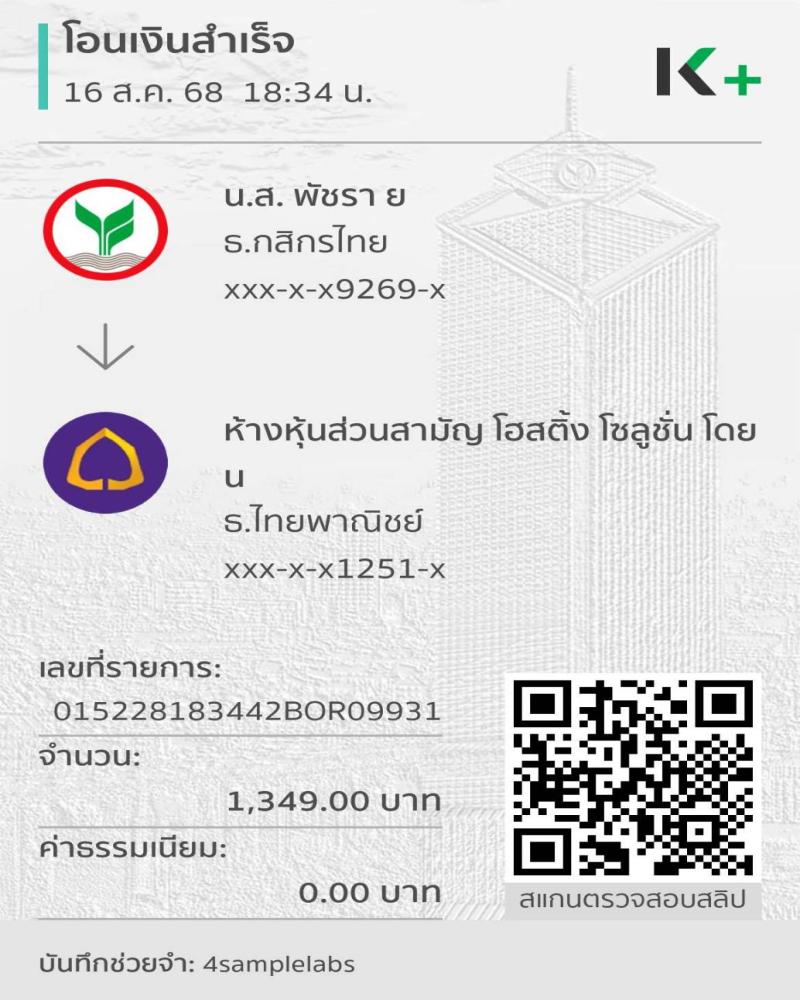 โอนเงินสำเร็จ
16 ส.ค. 68 18:34 น.
K+
น.ส. พัชรา ย
ธ.กสิกรไทย
xxx-x-x9269-x
ห้างหุ้นส่วนสามัญ โฮสติ้ง โซลูชั่น โดย
น
ธ.ไทยพาณิชย์
xxx-x-x1251-x
เลขที่รายการ:
015228183442BOR09931
จำนวน:
1,349.00 บาท
ค่าธรรมเนียม:
0.00 บาท
สแกนตรวจสอบสลิป
บันทึกช่วยจำ: 4samplelabs